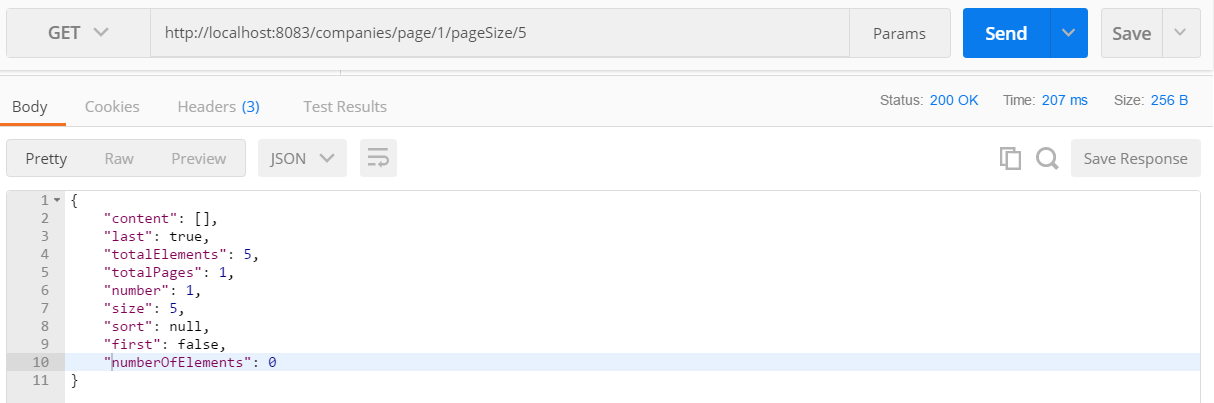 GET http://localhost:8083/companies/page/1/pageSize/5 Params Send Save
Body Cookies Headers (3) Test Results Status: 200 OK Time: 207 ms Size: 256 B
Pretty Raw Preview JSON Save Response
1 {
2 "content": [],
3 "last": true,
4 "totalElements": 5,
5 "totalPages": 1,
6 "number": 1,
7 "size": 5,
8 "sort": null,
9 "first": false,
10 "numberOfElements": 0
11 }